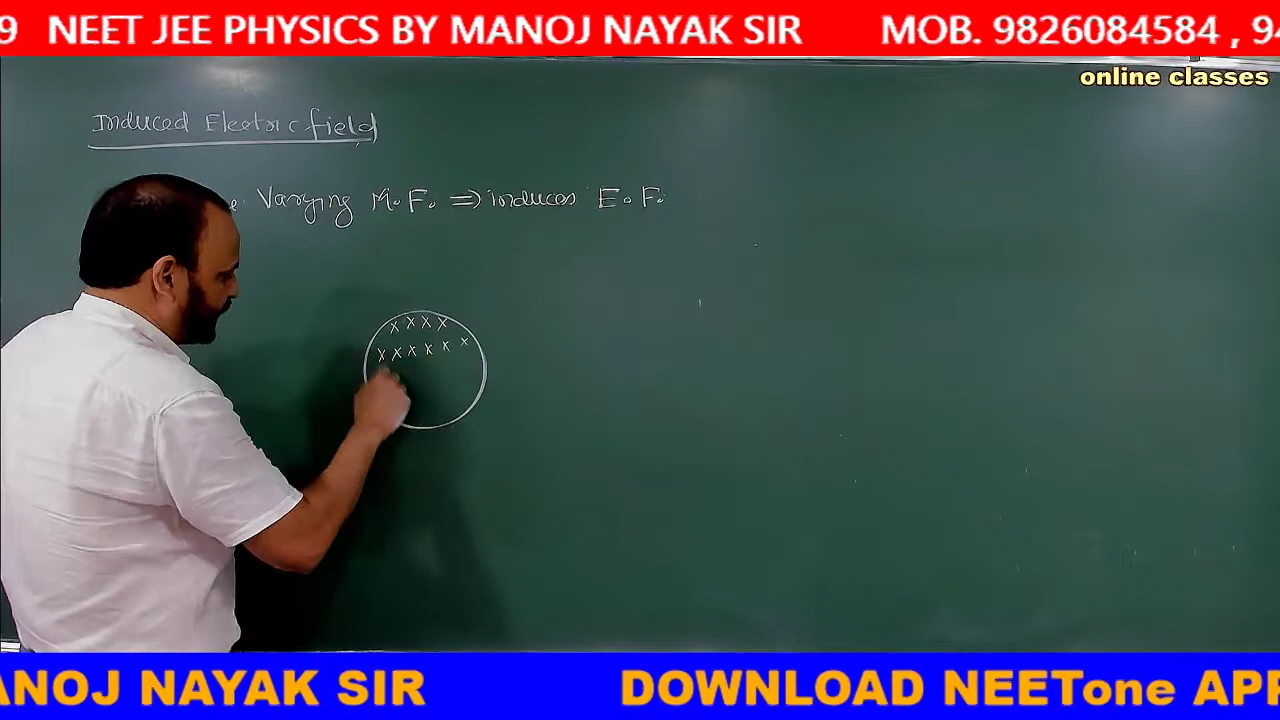 9 NEET JEE PHYSICS BY MANOJ NAYAK SIR MOB. 9826084584 , 94
online classes
Induced Electric field
Varying M.F. ⇒ induces E.F.
x x x x
x x x x x x
ANOJ NAYAK SIR DOWNLOAD NEETone APP